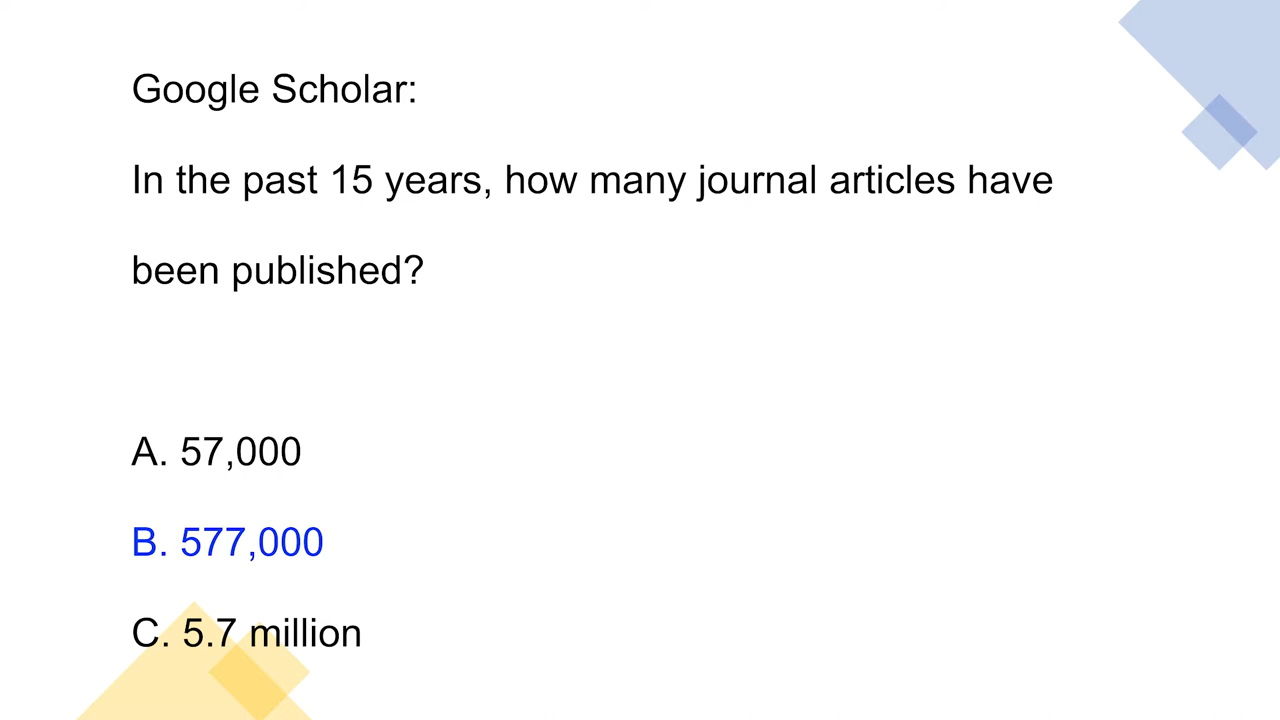 Google Scholar:
In the past 15 years, how many journal articles have
been published?
A. 57,000
B. 577,000
C. 5.7 million